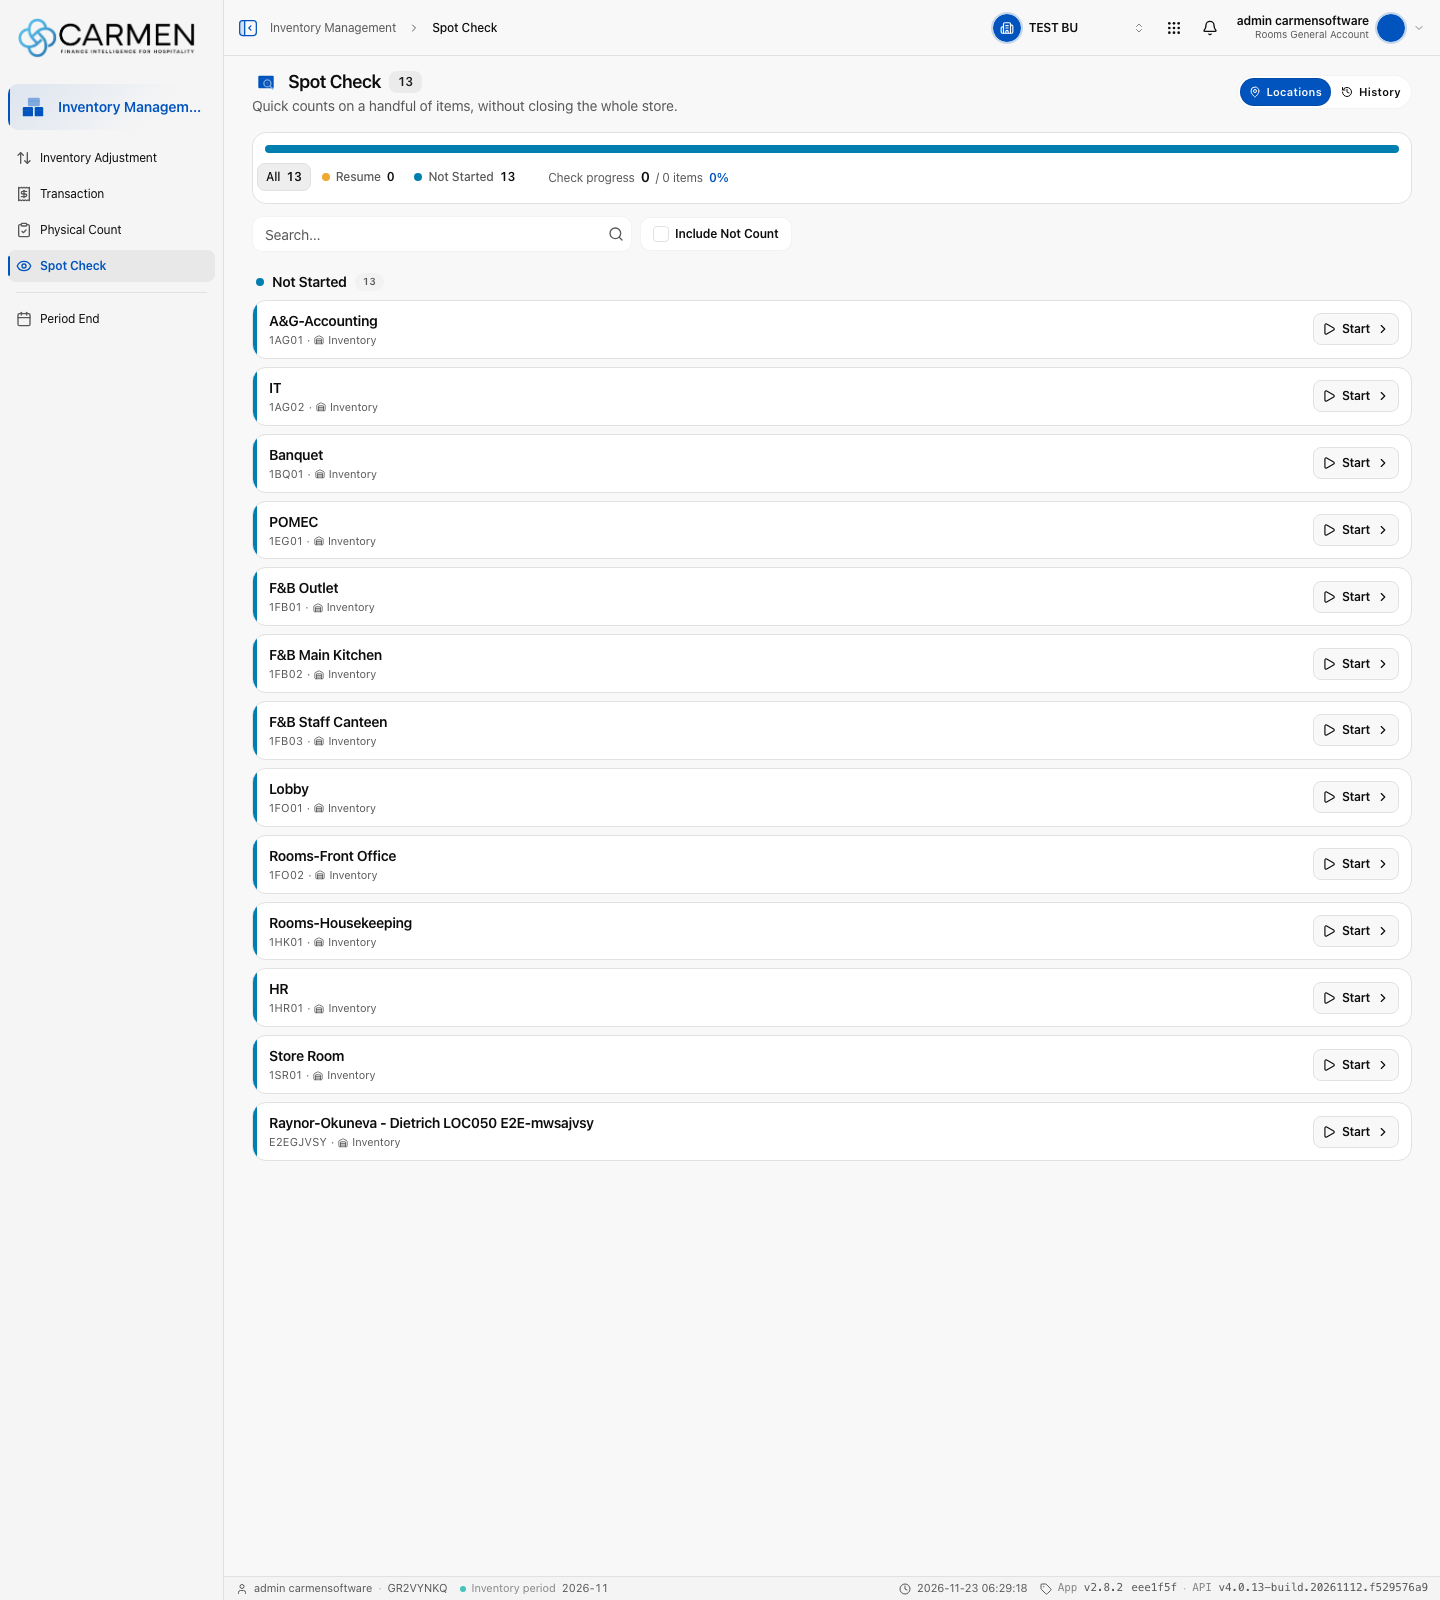 CARMEN
FINANCE INTELLIGENCE FOR HOSPITALITY
Inventory Managem...
Inventory Adjustment
Transaction
Physical Count
Spot Check
Period End
Inventory Management > Spot Check
TEST BU
admin carmensoftware
Rooms General Account
Spot Check 13
Quick counts on a handful of items, without closing the whole store.
Locations
History
All 13
Resume 0
Not Started 13
Check progress 0 / 0 items 0%
Search...
Include Not Count
Not Started 13
A&G-Accounting
1AG01 · Inventory
Start
IT
1AG02 · Inventory
Start
Banquet
1BQ01 · Inventory
Start
POMEC
1EG01 · Inventory
Start
F&B Outlet
1FB01 · Inventory
Start
F&B Main Kitchen
1FB02 · Inventory
Start
F&B Staff Canteen
1FB03 · Inventory
Start
Lobby
1FO01 · Inventory
Start
Rooms-Front Office
1FO02 · Inventory
Start
Rooms-Housekeeping
1HK01 · Inventory
Start
HR
1HR01 · Inventory
Start
Store Room
1SR01 · Inventory
Start
Raynor-Okuneva - Dietrich LOC050 E2E-mwsajvsy
E2EGJVSY · Inventory
Start
admin carmensoftware · GR2VYNKQ
Inventory period 2026-11
2026-11-23 06:29:18
App v2.8.2 eee1f5f · API v4.0.13-build.20261112.f529576a9